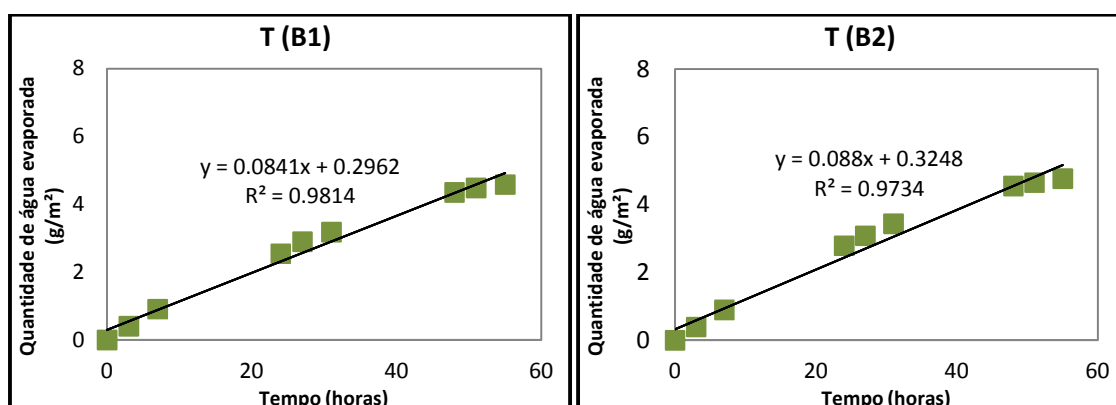 T (B1)
Quantidade de água evaporada
(g/m²)
8
6
4
2
0
y = 0.0841x + 0.2962
R² = 0.9814
0
20
40
60
Tempo (horas)
T (B2)
Quantidade de água evaporada
(g/m²)
8
6
4
2
0
y = 0.088x + 0.3248
R² = 0.9734
0
20
40
60
Tempo (horas)